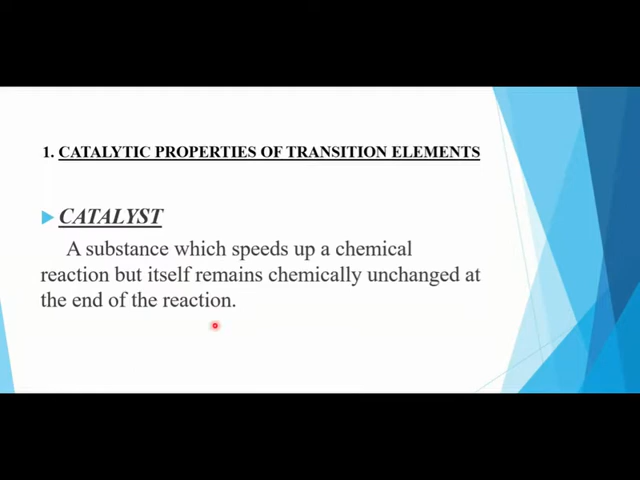 1. CATALYTIC PROPERTIES OF TRANSITION ELEMENTS
CATALYST
A substance which speeds up a chemical
reaction but itself remains chemically unchanged at
the end of the reaction.